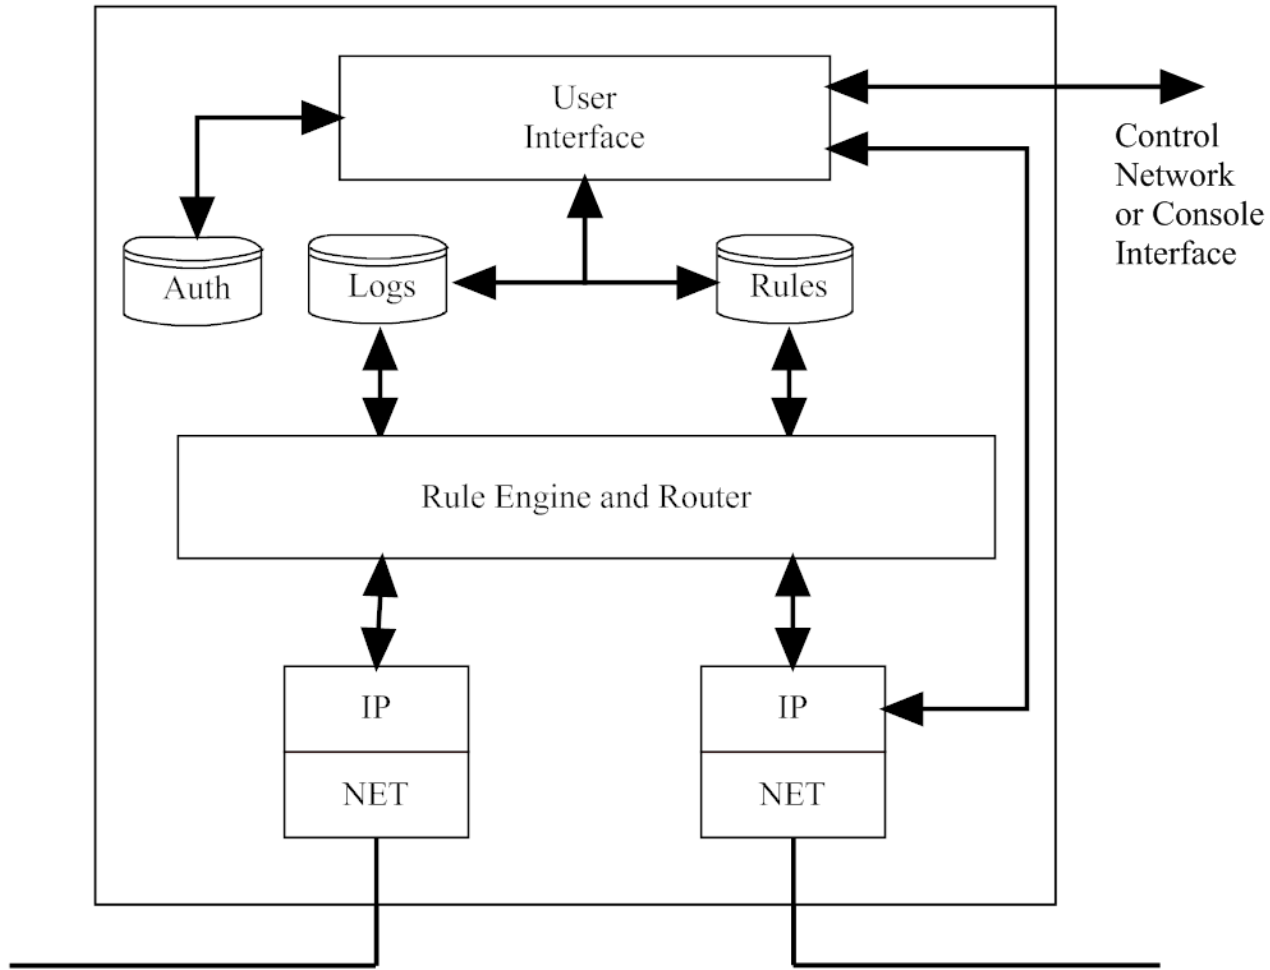 User
Interface
Control
Network
or Console
Interface
Auth
Logs
Rules
Rule Engine and Router
IP
IP
NET
NET